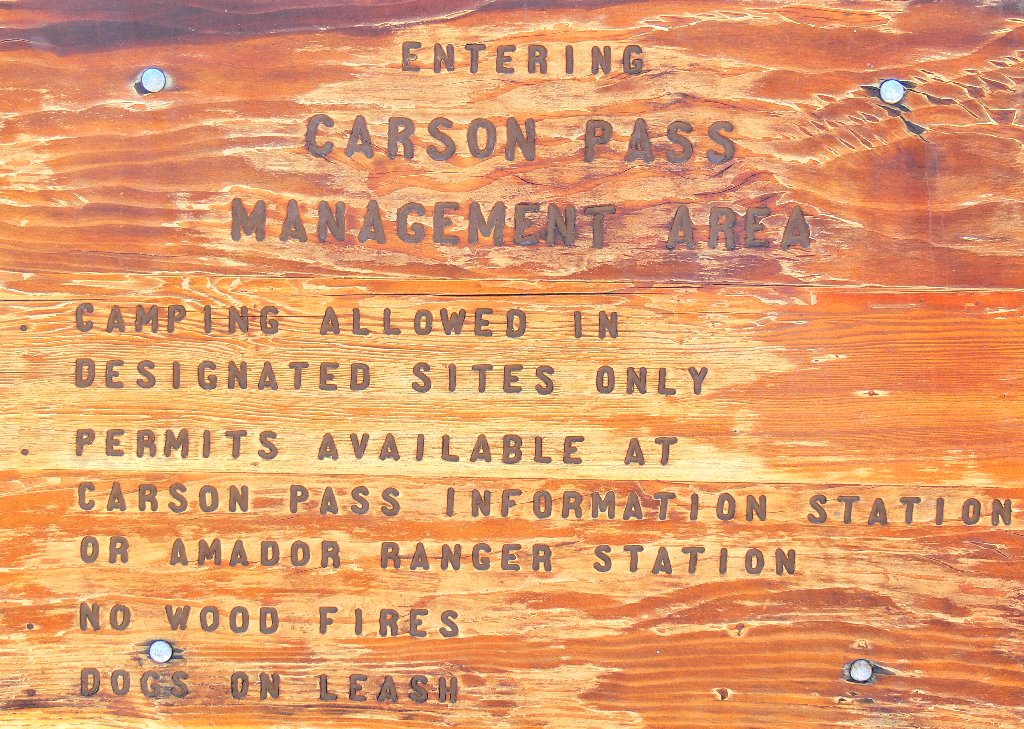 ENTERING
CARSON PASS
MANAGEMENT AREA
. CAMPING ALLOWED IN
DESIGNATED SITES ONLY
. PERMITS AVAILABLE AT
CARSON PASS INFORMATION STATION
OR AMADOR RANGER STATION
. NO WOOD FIRES
. DOGS ON LEASH